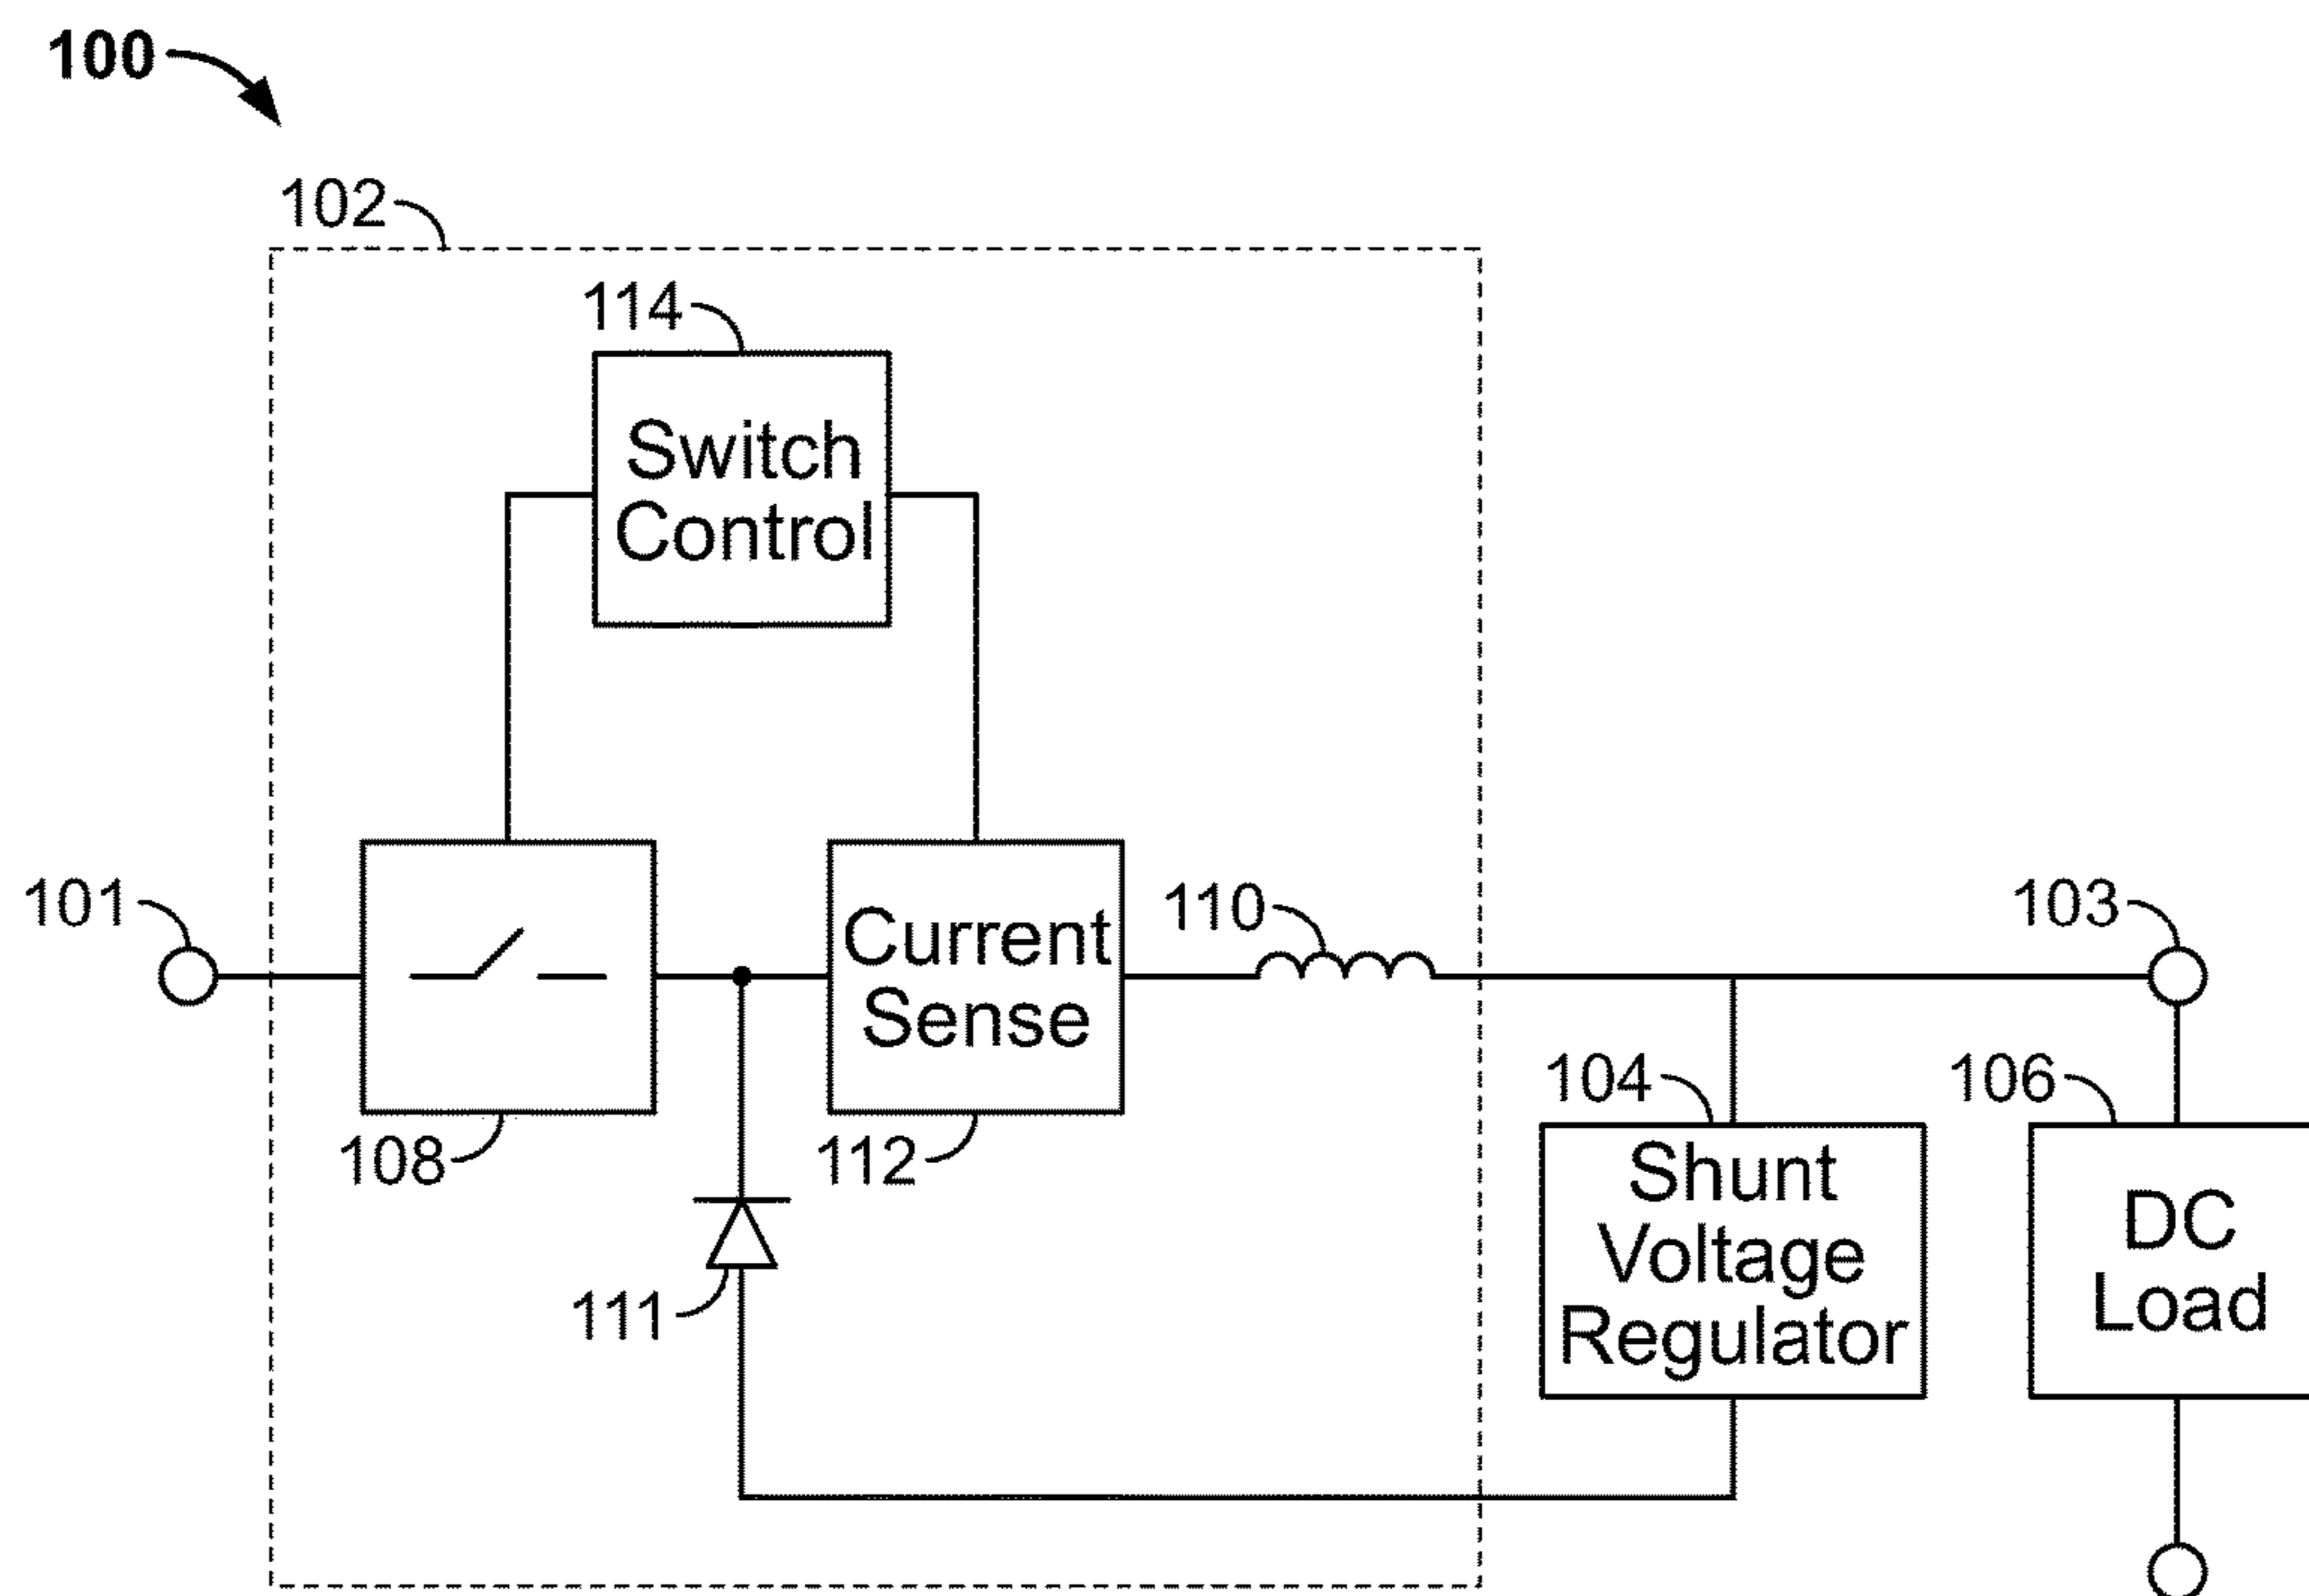 100
102
114
Switch
Control
101
Current
Sense
110
103
108
112
111
104
Shunt
Voltage
Regulator
106
DC
Load